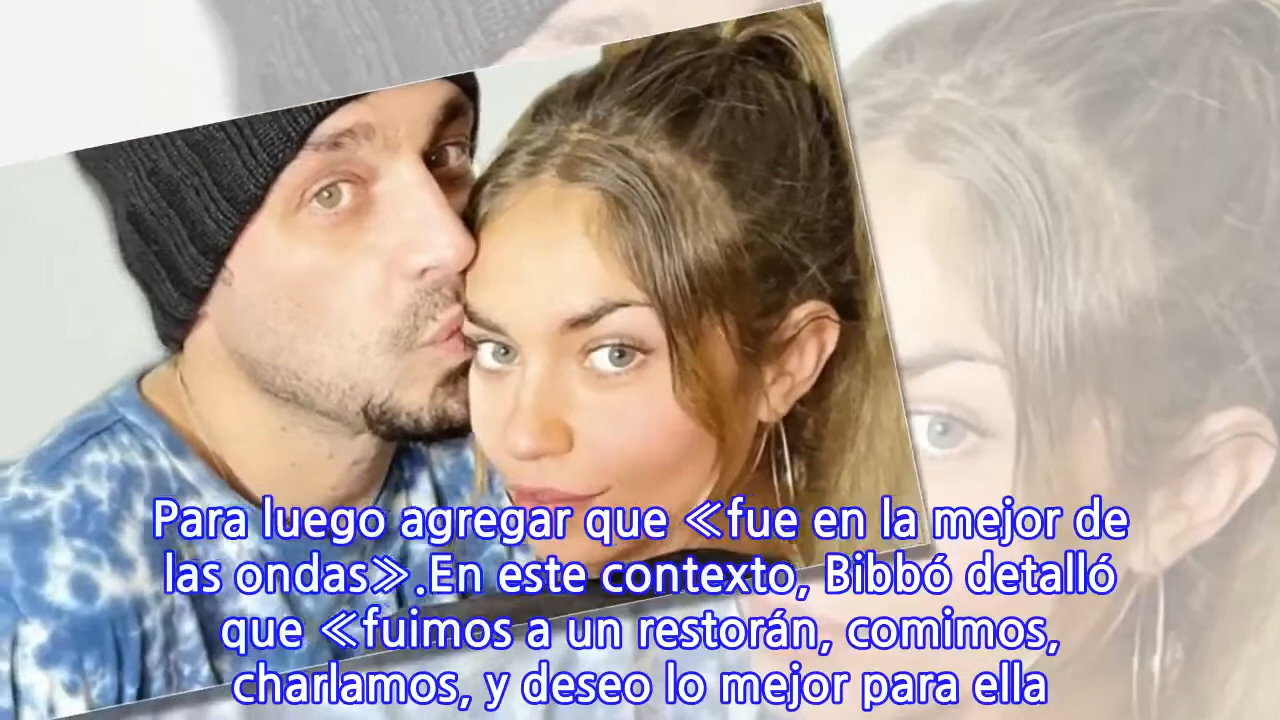 Para luego agregar que ≪fue en la mejor de
las ondas≫.En este contexto, Bibbó detalló
que ≪fuimos a un restorán, comimos,
charlamos, y deseo lo mejor para ella